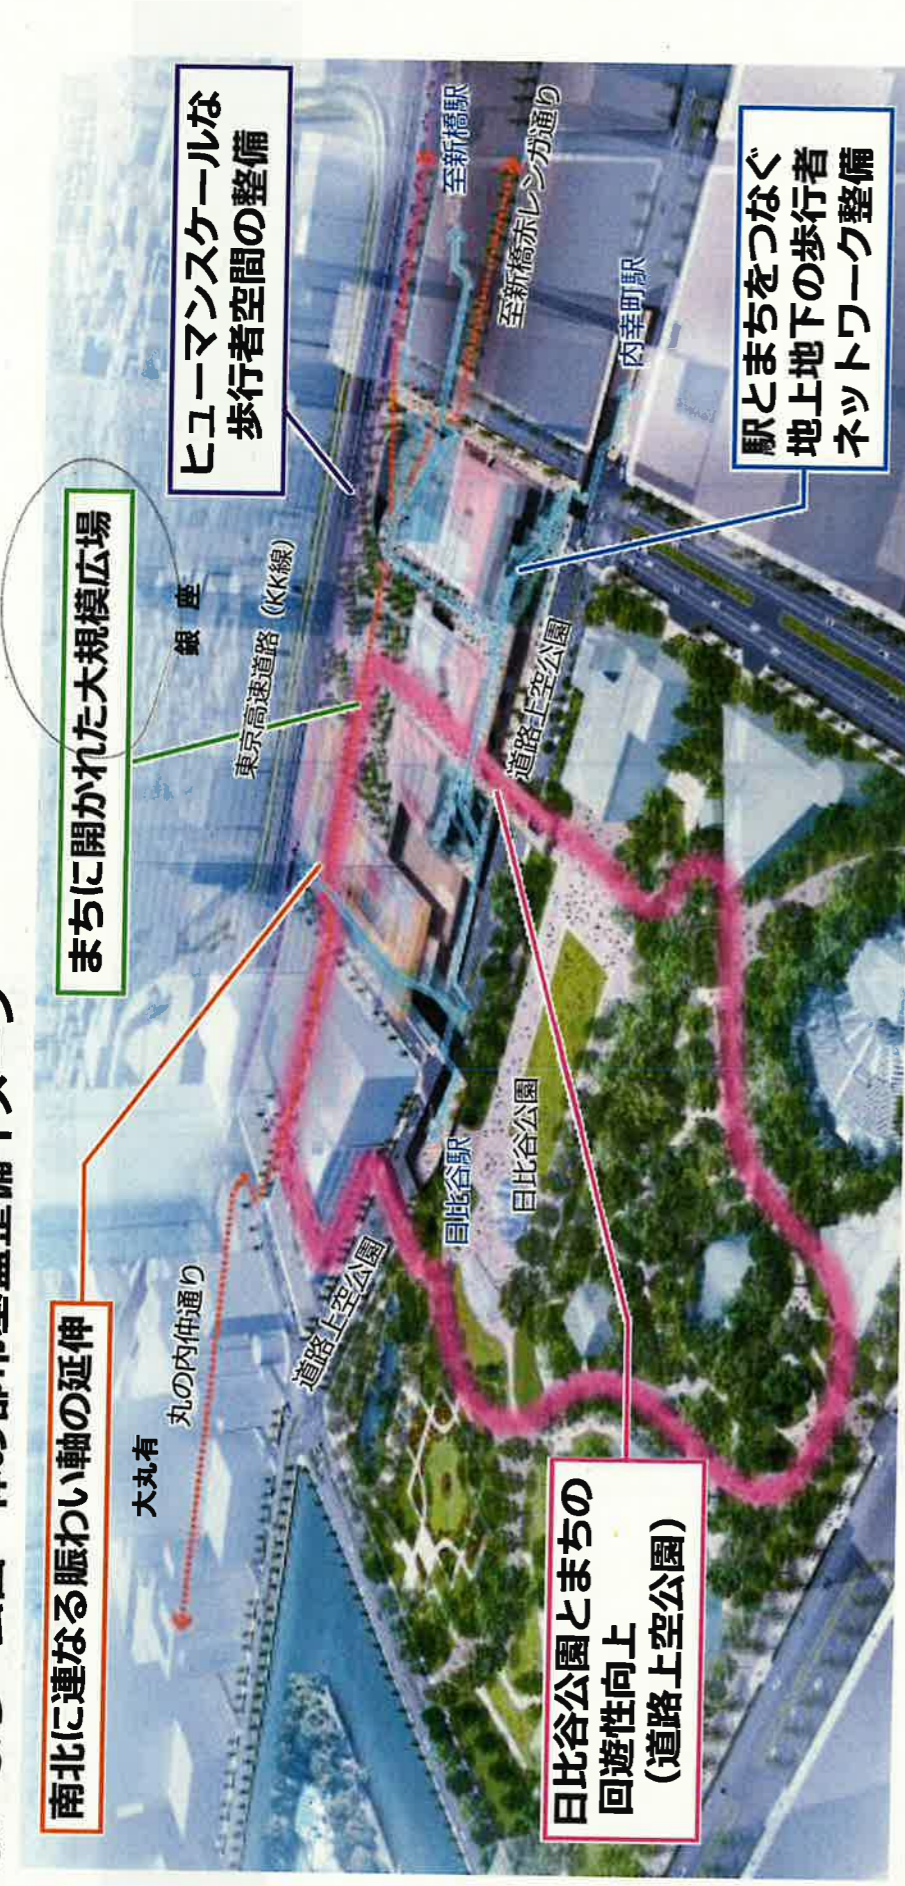 南北に連なる賑わい軸の延伸
まちに開かれた大規模広場
ヒューマンスケールな
歩行者空間の整備
大丸有
丸の内仲通り
銀座
東京高速道路(KK線)
道路上空公園
至新橋駅
至新橋赤レンガ通り
日比谷駅
日比谷公園
道路上空公園
内幸町駅
日比谷公園とまちの
回遊性向上
(道路上空公園)
駅とまちをつなぐ
地上地下の歩行者
ネットワーク整備